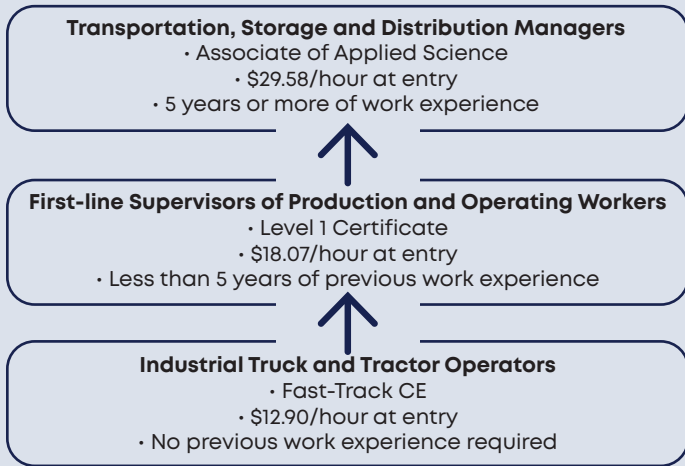 Transportation, Storage and Distribution Managers
· Associate of Applied Science
· $29.58/hour at entry
· 5 years or more of work experience
First-line Supervisors of Production and Operating Workers
· Level 1 Certificate
· $18.07/hour at entry
· Less than 5 years of previous work experience
Industrial Truck and Tractor Operators
· Fast-Track CE
· $12.90/hour at entry
· No previous work experience required